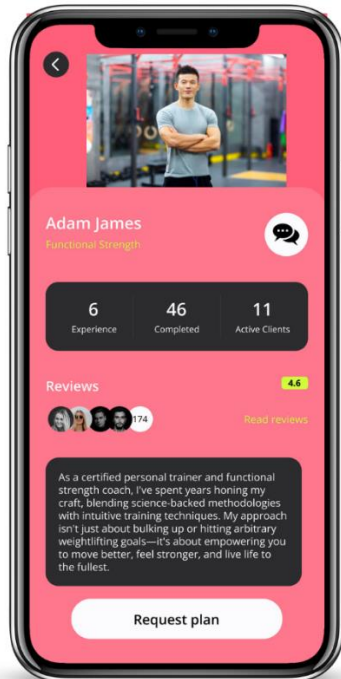 Adam James
Functional Strength
6
46
11
Experience
Completed
Active Clients
Reviews
4.6
174
Read reviews
As a certified personal trainer and functional
strength coach, I've spent years honing my
craft, blending science-backed methodologies
with intuitive training techniques. My approach
isn't just about bulking up or hitting arbitrary
weightlifting goals—it's about empowering you
to move better, feel stronger, and live life to
the fullest.
Request plan